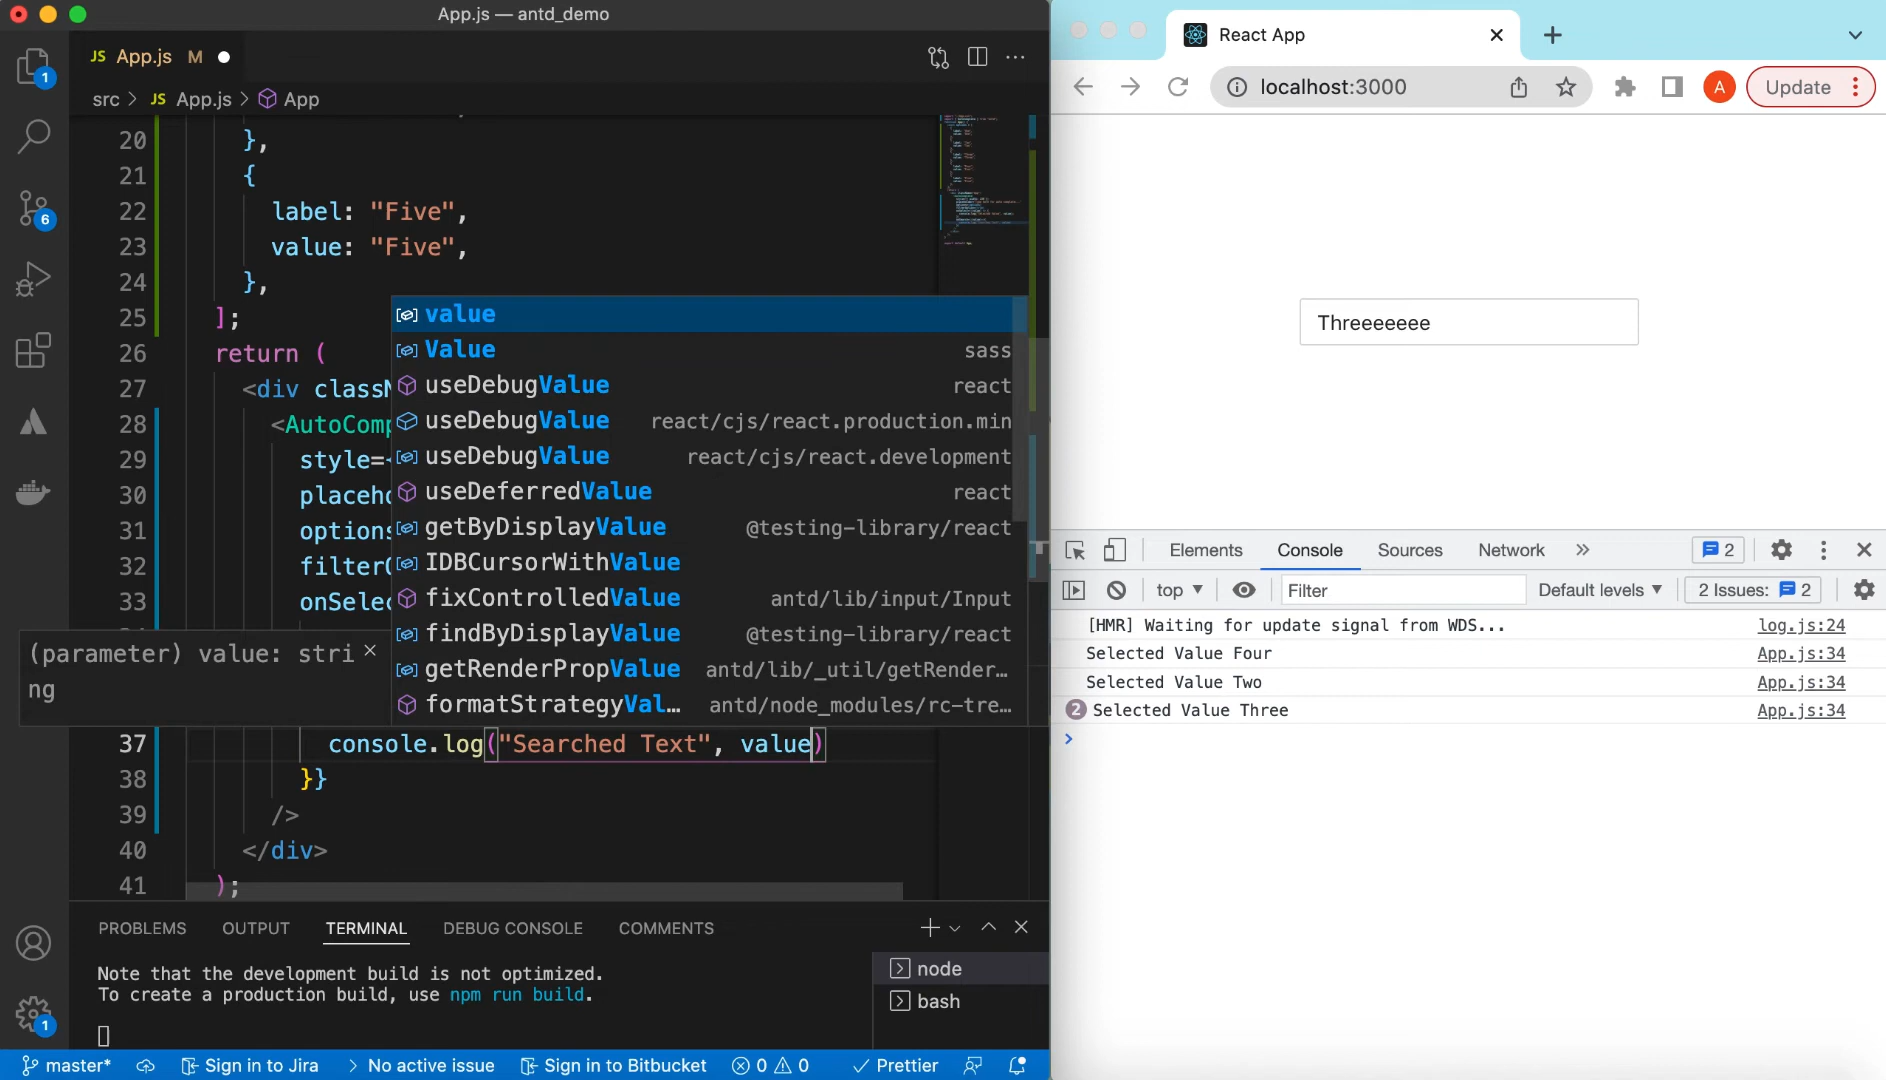 App.js — antd_demo
JS App.js M
src > JS App.js > App
20 },
21 {
22 label: "Five",
23 value: "Five",
24 },
25 ];
26 return (
27 <div classN
28 <AutoComp
29 style=
30 placeho
31 options
32 filterO
33 onSelec
value
Value sass
useDebugValue react
useDebugValue react/cjs/react.production.min
useDebugValue react/cjs/react.development
useDeferredValue react
getByDisplayValue @testing-library/react
IDBCursorWithValue
fixControlledValue antd/lib/input/Input
findByDisplayValue @testing-library/react
getRenderPropValue antd/lib/_util/getRender…
formatStrategyVal… antd/node_modules/rc-tre…
(parameter) value: stri
ng
37 console.log("Searched Text", value)
38 }}
39 />
40 </div>
41 );
PROBLEMS OUTPUT TERMINAL DEBUG CONSOLE COMMENTS
Note that the development build is not optimized.
To create a production build, use npm run build.
node
bash
master* Sign in to Jira > No active issue Sign in to Bitbucket 0 0 Prettier
1
6
1
React App
localhost:3000
A
Update
Threeeeeee
Elements Console Sources Network » 2
top Filter Default levels 2 Issues: 2
[HMR] Waiting for update signal from WDS... log.js:24
Selected Value Four App.js:34
Selected Value Two App.js:34
2 Selected Value Three App.js:34
>